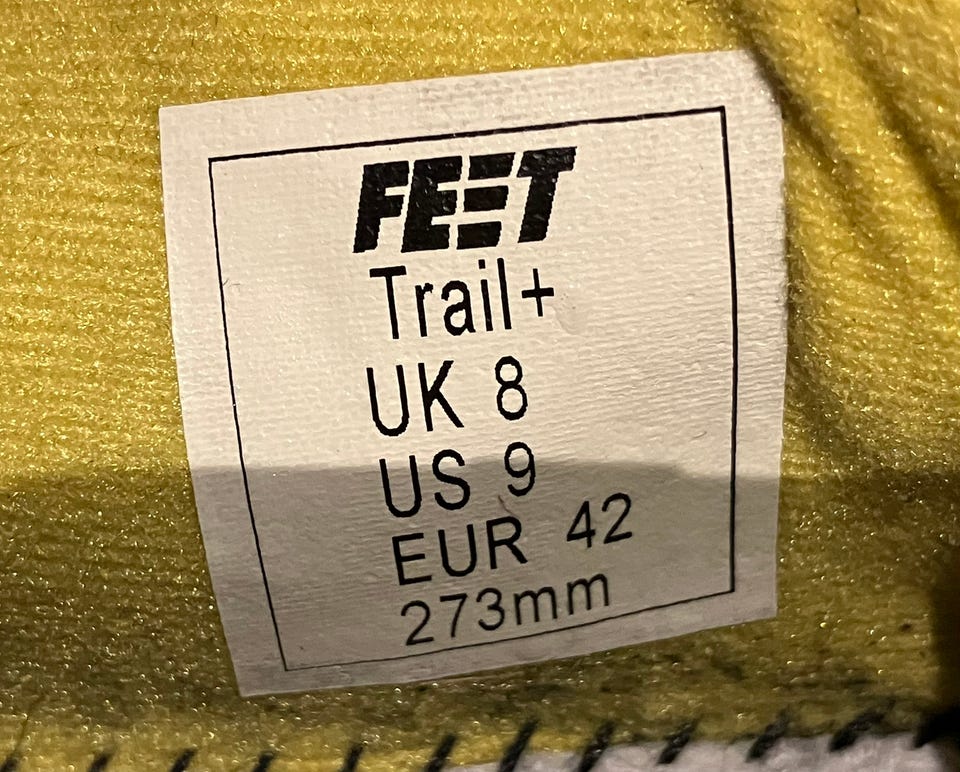 FEET
Trail+
UK 8
US 9
EUR 42
273mm